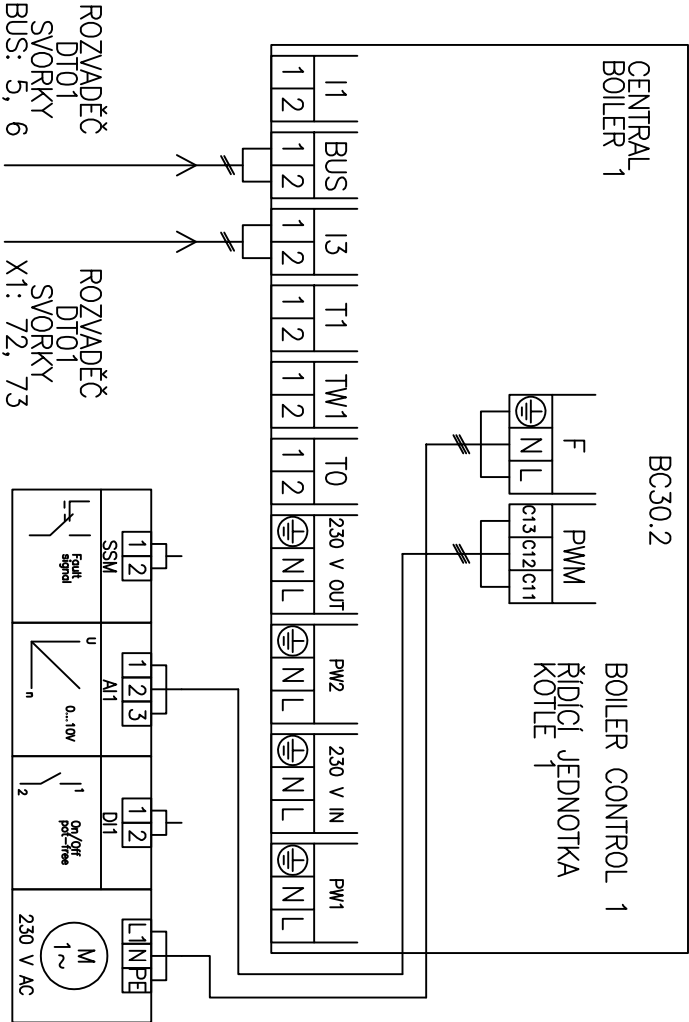 CENTRAL
BOILER 1
BC30.2
BOILER CONTROL 1
ŘÍDÍCÍ JEDNOTKA
KOTLE 1
F
N L
PWM
C13 C12 C11
I1
1 2
BUS
1 2
I3
1 2
T1
1 2
TW1
1 2
T0
1 2
230 V OUT
N L
PW2
N L
230 V IN
N L
PW1
N L
ROZVADĚČ
DT01
SVORKY
BUS: 5, 6
ROZVADĚČ
DT01
SVORKY
X1: 72, 73
1 2
SSM
Fault
signal
1 2 3
AI1
U
n
0...10V
1 2
DI1
1
2
On/Off
pot-free
L1 N PE
M
1~
230 V AC